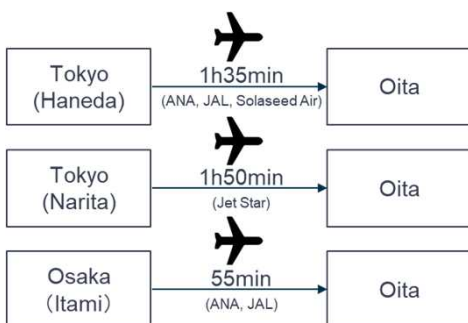 Tokyo
(Haneda)
1h35min
(ANA, JAL, Solaseed Air)
Oita
Tokyo
(Narita)
1h50min
(Jet Star)
Oita
Osaka
（Itami）
55min
(ANA, JAL)
Oita